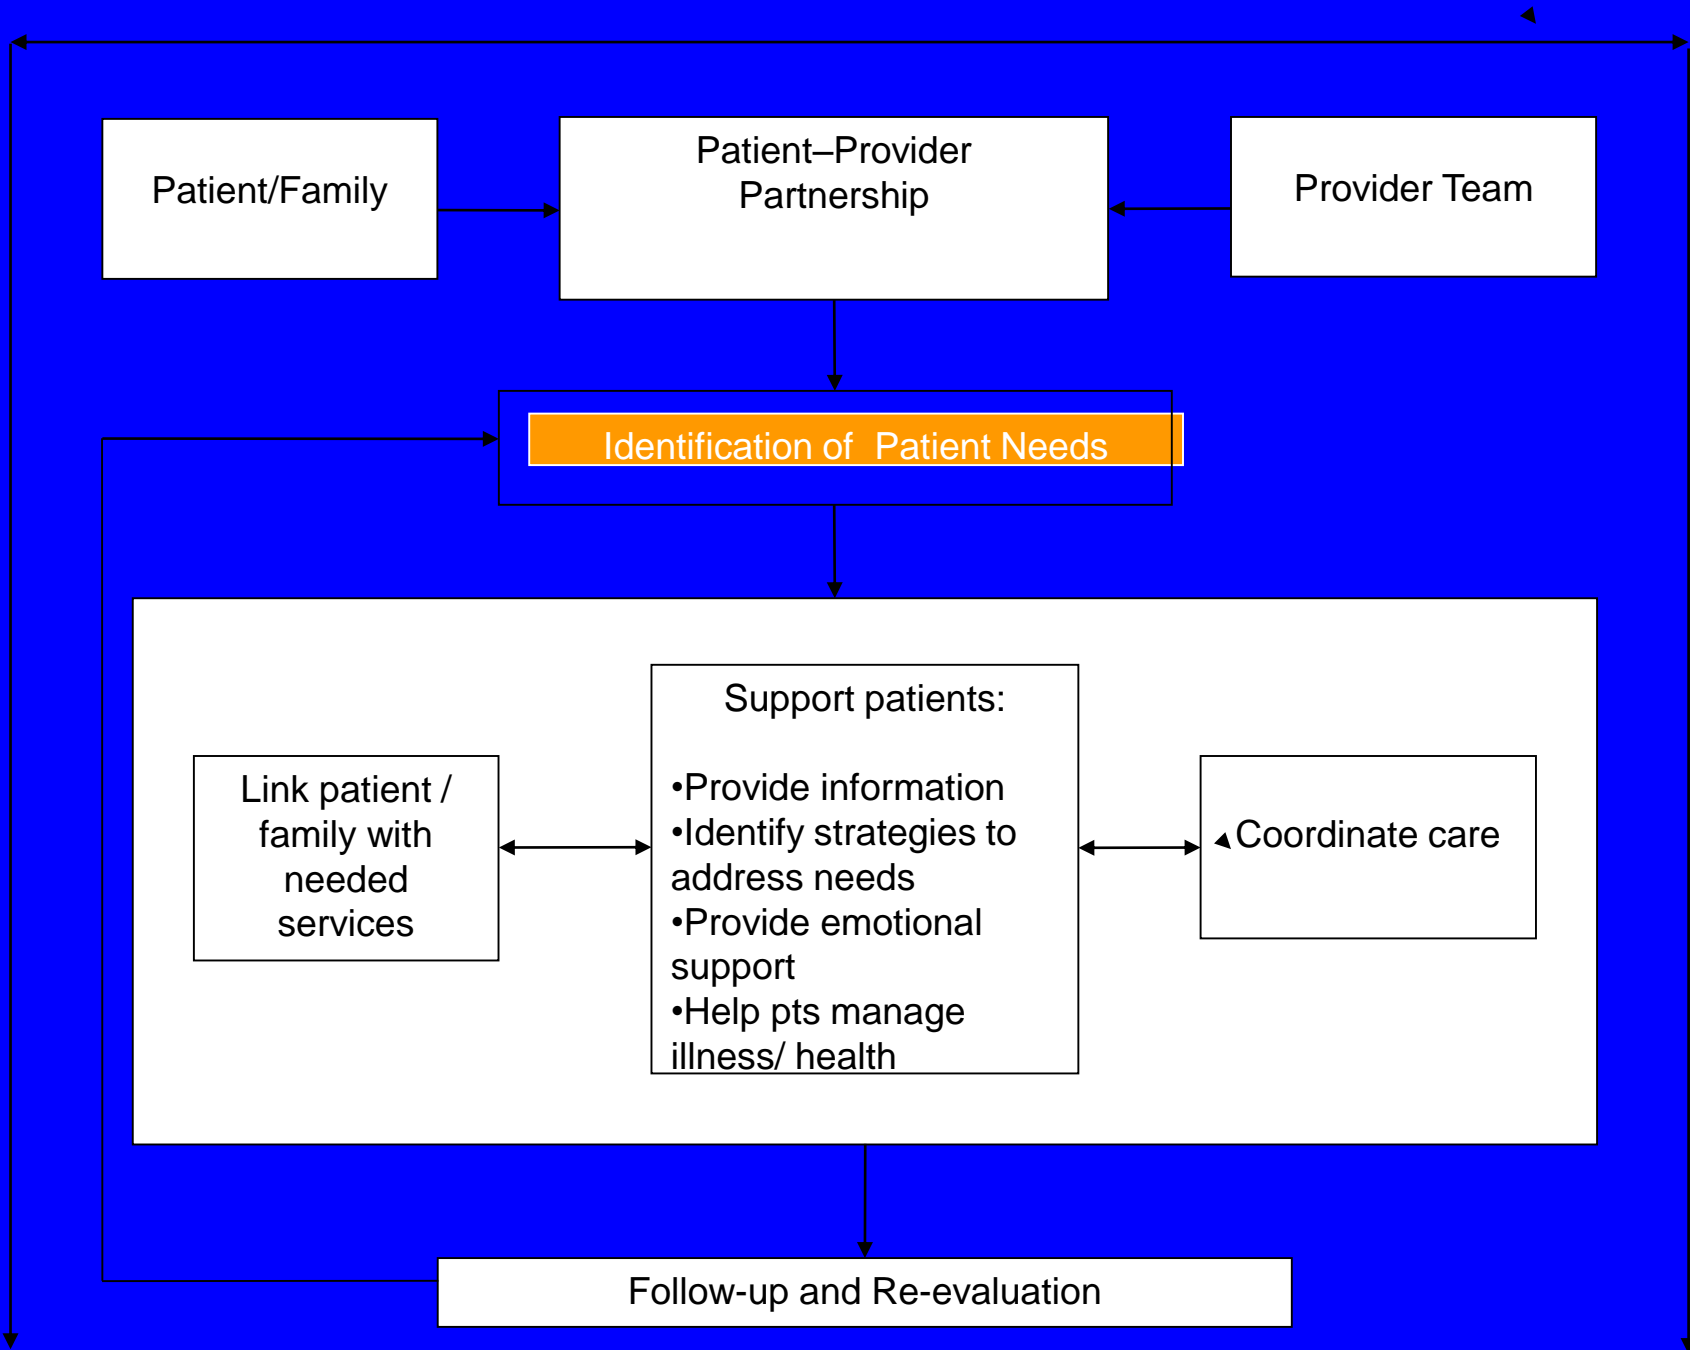 Patient/Family
Patient–Provider
Partnership
Provider Team
Identification of  Patient Needs
Link patient /
family with
needed
services
Support patients:
•Provide information
•Identify strategies to
address needs
•Provide emotional
support
•Help pts manage
illness/ health
Coordinate care
Follow-up and Re-evaluation